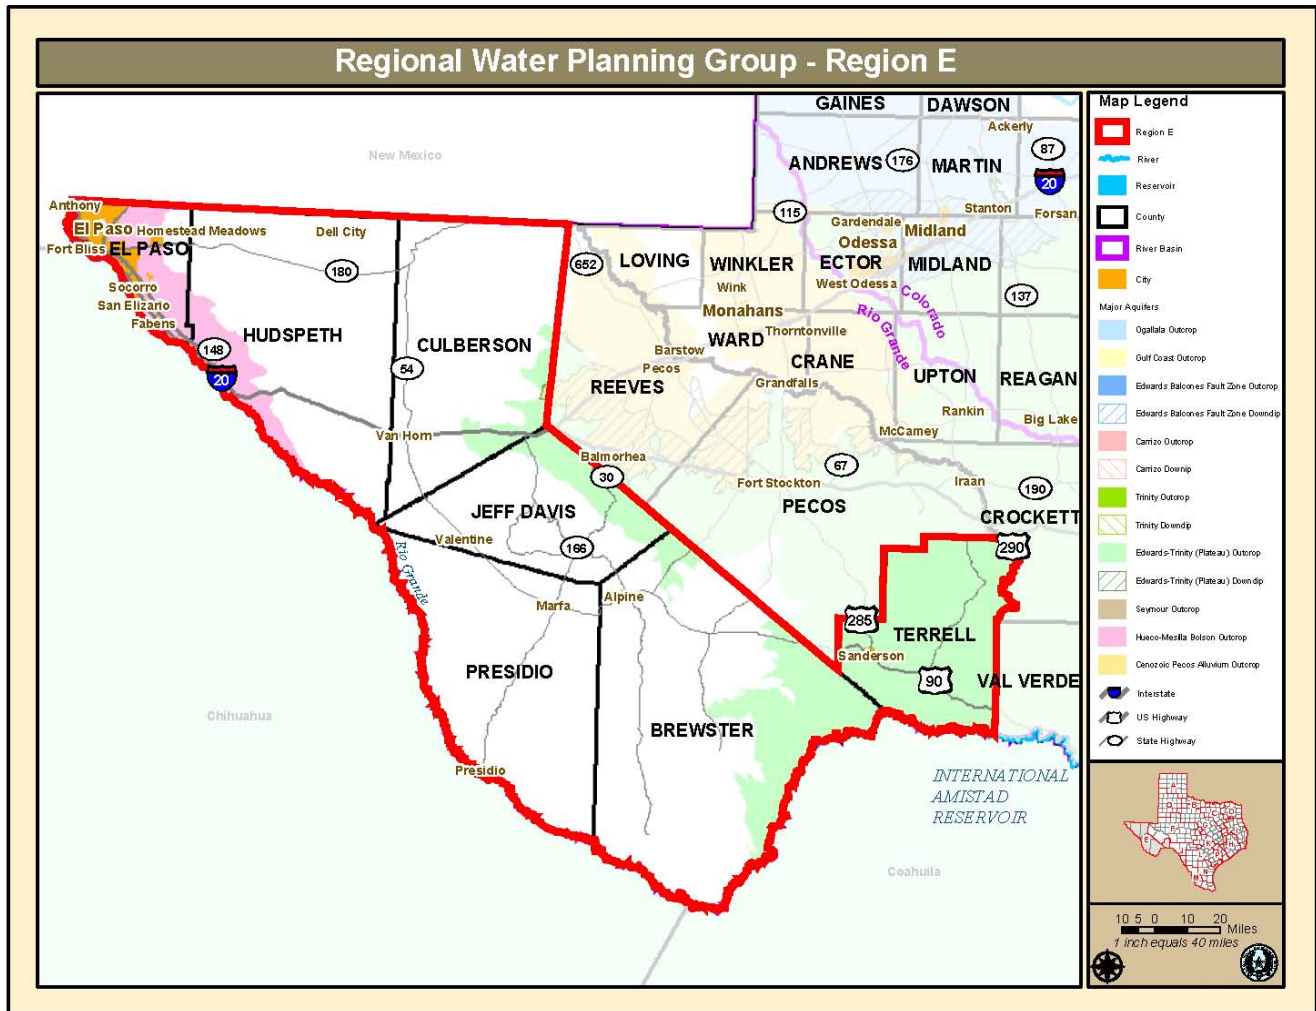 Regional Water Planning Group - Region E
GAINES
DAWSON
Ackerly
New Mexico
ANDREWS
176
MARTIN
87
20
Anthony
115
Stanton
Forsan
Gardendale
El Paso
Homestead Meadows
Dell City
Odessa
Midland
Fort Bliss
EL PASO
652
LOVING
WINKLER
ECTOR
MIDLAND
180
Wink
West Odessa
Socorro
San Elizario
Fabens
Monahans
Colorado
137
HUDSPETH
CULBERSON
WARD
Thorntonville
Rio Grande
148
20
54
Barstow
Pecos
CRANE
REEVES
Grandfalls
UPTON
REAGAN
Rankin
Big Lake
Van Horn
McCamey
Balmorhea
30
67
Fort Stockton
Iraan
190
PECOS
JEFF DAVIS
CROCKETT
Valentine
166
290
Rio Grande
Marfa
Alpine
285
TERRELL
Sanderson
PRESIDIO
90
VAL VERDE
Chihuahua
BREWSTER
Presidio
INTERNATIONAL
AMISTAD
RESERVOIR
Coahuila
Map Legend
Region E
River
Reservoir
County
River Basin
City
Major Aquifers
Ogallala Outcrop
Gulf Coast Outcrop
Edwards Balcones Fault Zone Outcrop
Edwards Balcones Fault Zone Downdip
Carrizo Outcrop
Carrizo Downip
Trinity Outcrop
Trinity Downdip
Edwards-Trinity (Plateau) Outcrop
Edwards-Trinity (Plateau) Downdip
Seymour Outcrop
Hueco-Mesilla Bolson Outcrop
Cenozoic Pecos Alluvium Outcrop
Interstate
US Highway
State Highway
10 5 0 10 20
Miles
1 inch equals 40 miles